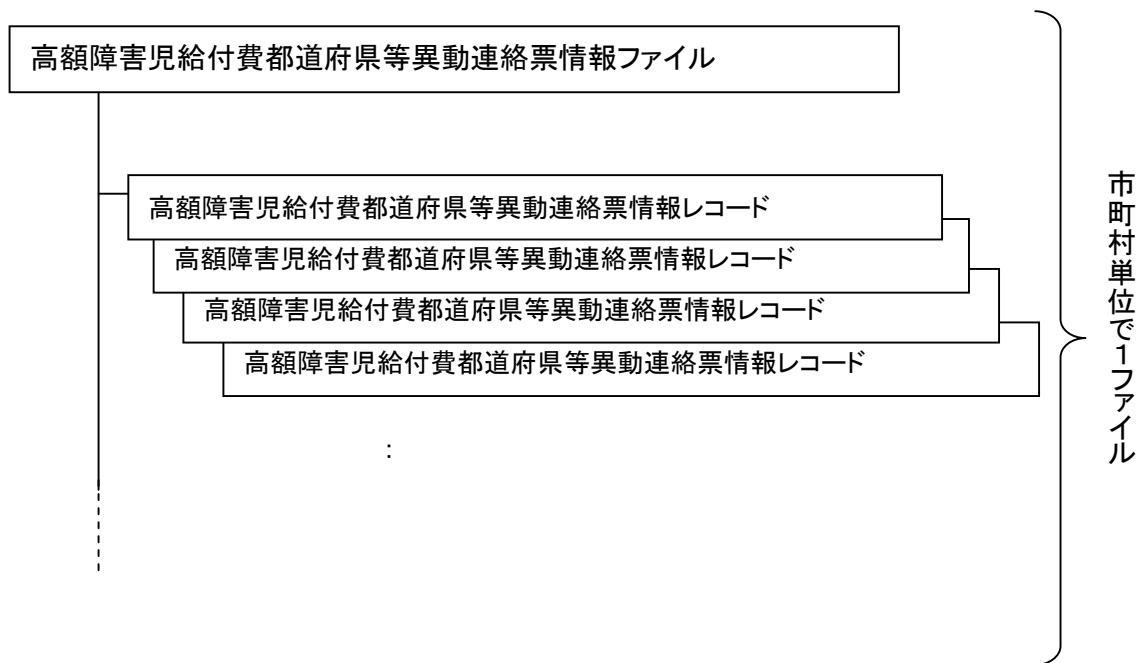 高額障害児給付費都道府県等異動連絡票情報ファイル
高額障害児給付費都道府県等異動連絡票情報レコード
高額障害児給付費都道府県等異動連絡票情報レコード
高額障害児給付費都道府県等異動連絡票情報レコード
高額障害児給付費都道府県等異動連絡票情報レコード
：
市町村単位で１ファイル